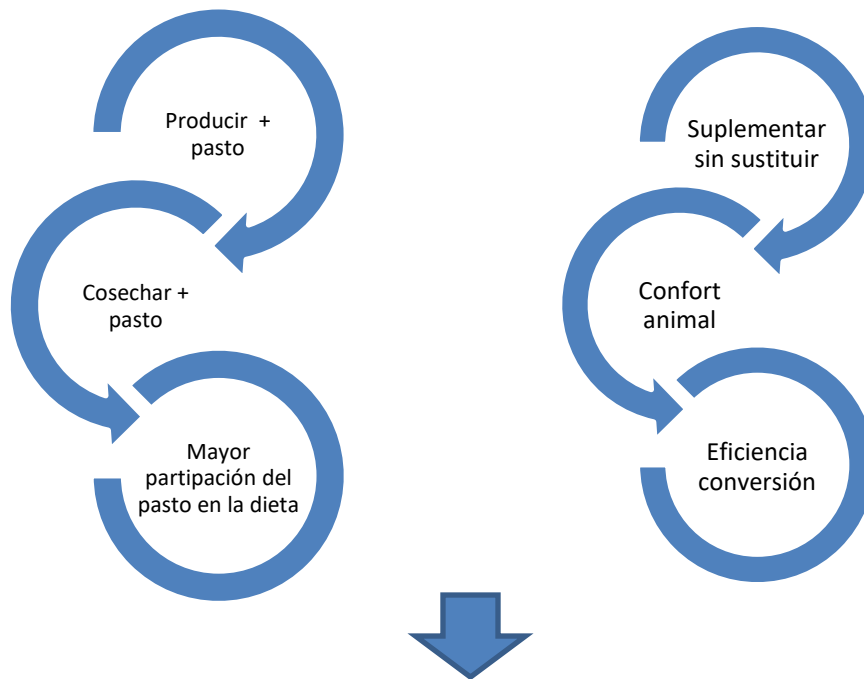 Producir +
pasto
Cosechar +
pasto
Mayor
partipación del
pasto en la dieta
Suplementar
sin sustituir
Confort
animal
Eficiencia
conversión